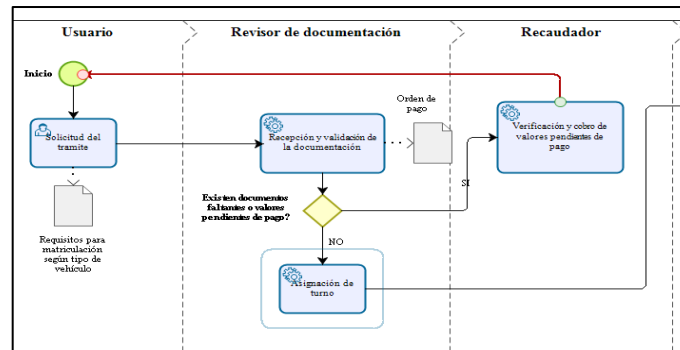 Usuario
Revisor de documentación
Recaudador
Inicio
Solicitud del
tramite
Requisitos para
matriculación
según tipo de
vehículo
Recepción y validación de
la documentación
Orden de
pago
Existen documentos
faltantes o valores
pendientes de pago?
SI
NO
Asignación de
turno
Verificación y cobro de
valores pendientes de
pago